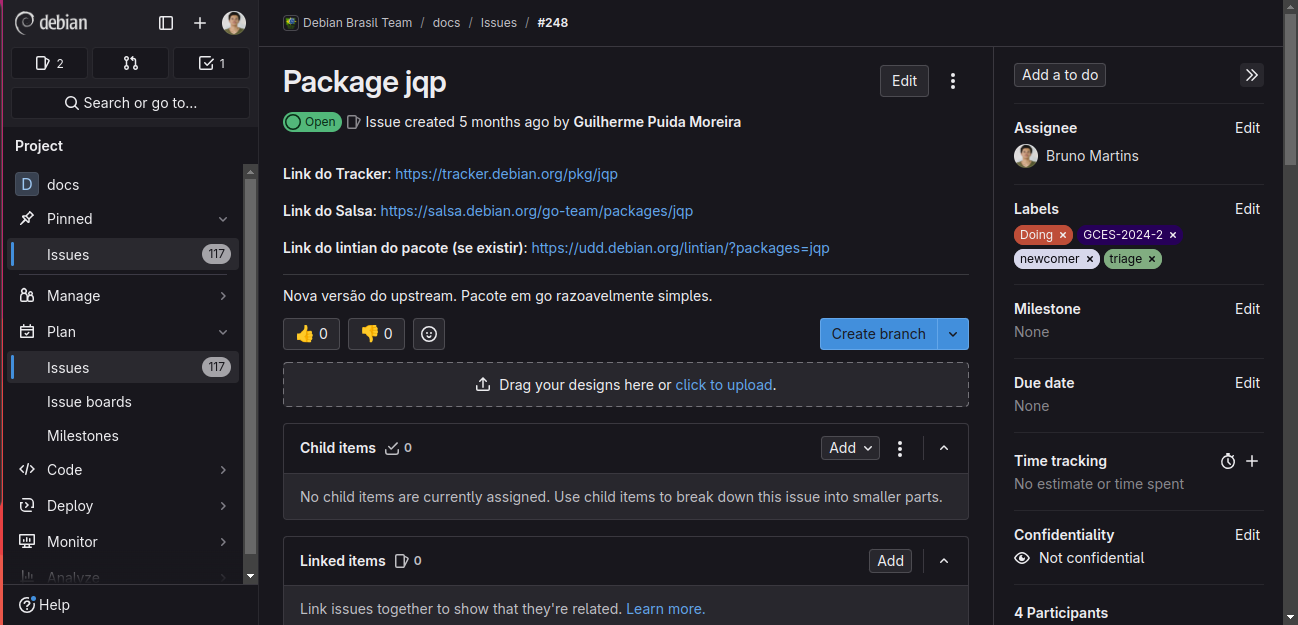 debian
2
1
Search or go to...
Project
D docs
Pinned
Issues 117
Manage
Plan
Issues 117
Issue boards
Milestones
Code
Deploy
Monitor
Analyze
Help
Debian Brasil Team / docs / Issues / #248
Package jqp
Edit
Open Issue created 5 months ago by Guilherme Puida Moreira
Link do Tracker: https://tracker.debian.org/pkg/jqp
Link do Salsa: https://salsa.debian.org/go-team/packages/jqp
Link do lintian do pacote (se existir): https://udd.debian.org/lintian/?packages=jqp
Nova versão do upstream. Pacote em go razoavelmente simples.
👍 0 👎 0
Create branch
Drag your designs here or click to upload.
Child items 0
Add
No child items are currently assigned. Use child items to break down this issue into smaller parts.
Linked items 0
Add
Link issues together to show that they're related. Learn more.
Add a to do
Assignee Edit
Bruno Martins
Labels Edit
Doing × GCES-2024-2 ×
newcomer × triage ×
Milestone Edit
None
Due date Edit
None
Time tracking
No estimate or time spent
Confidentiality Edit
Not confidential
4 Participants